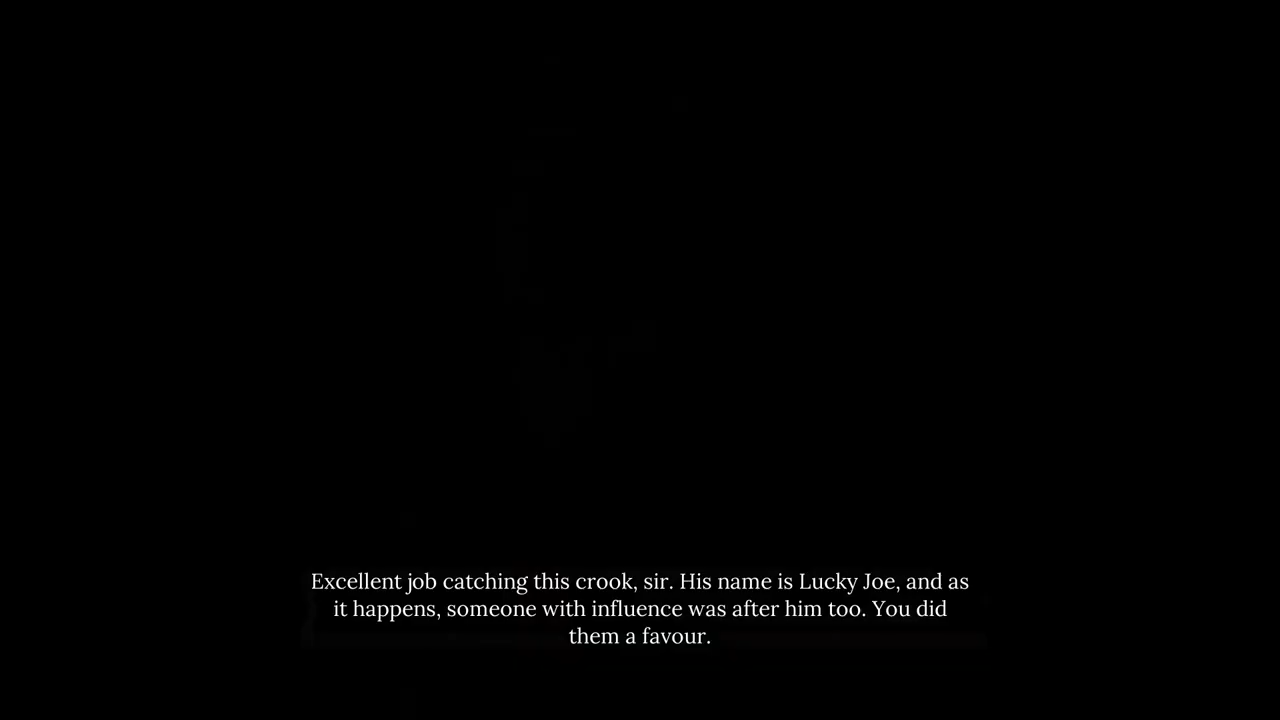 Excellent job catching this crook, sir. His name is Lucky Joe, and as
it happens, someone with influence was after him too. You did
them a favour.